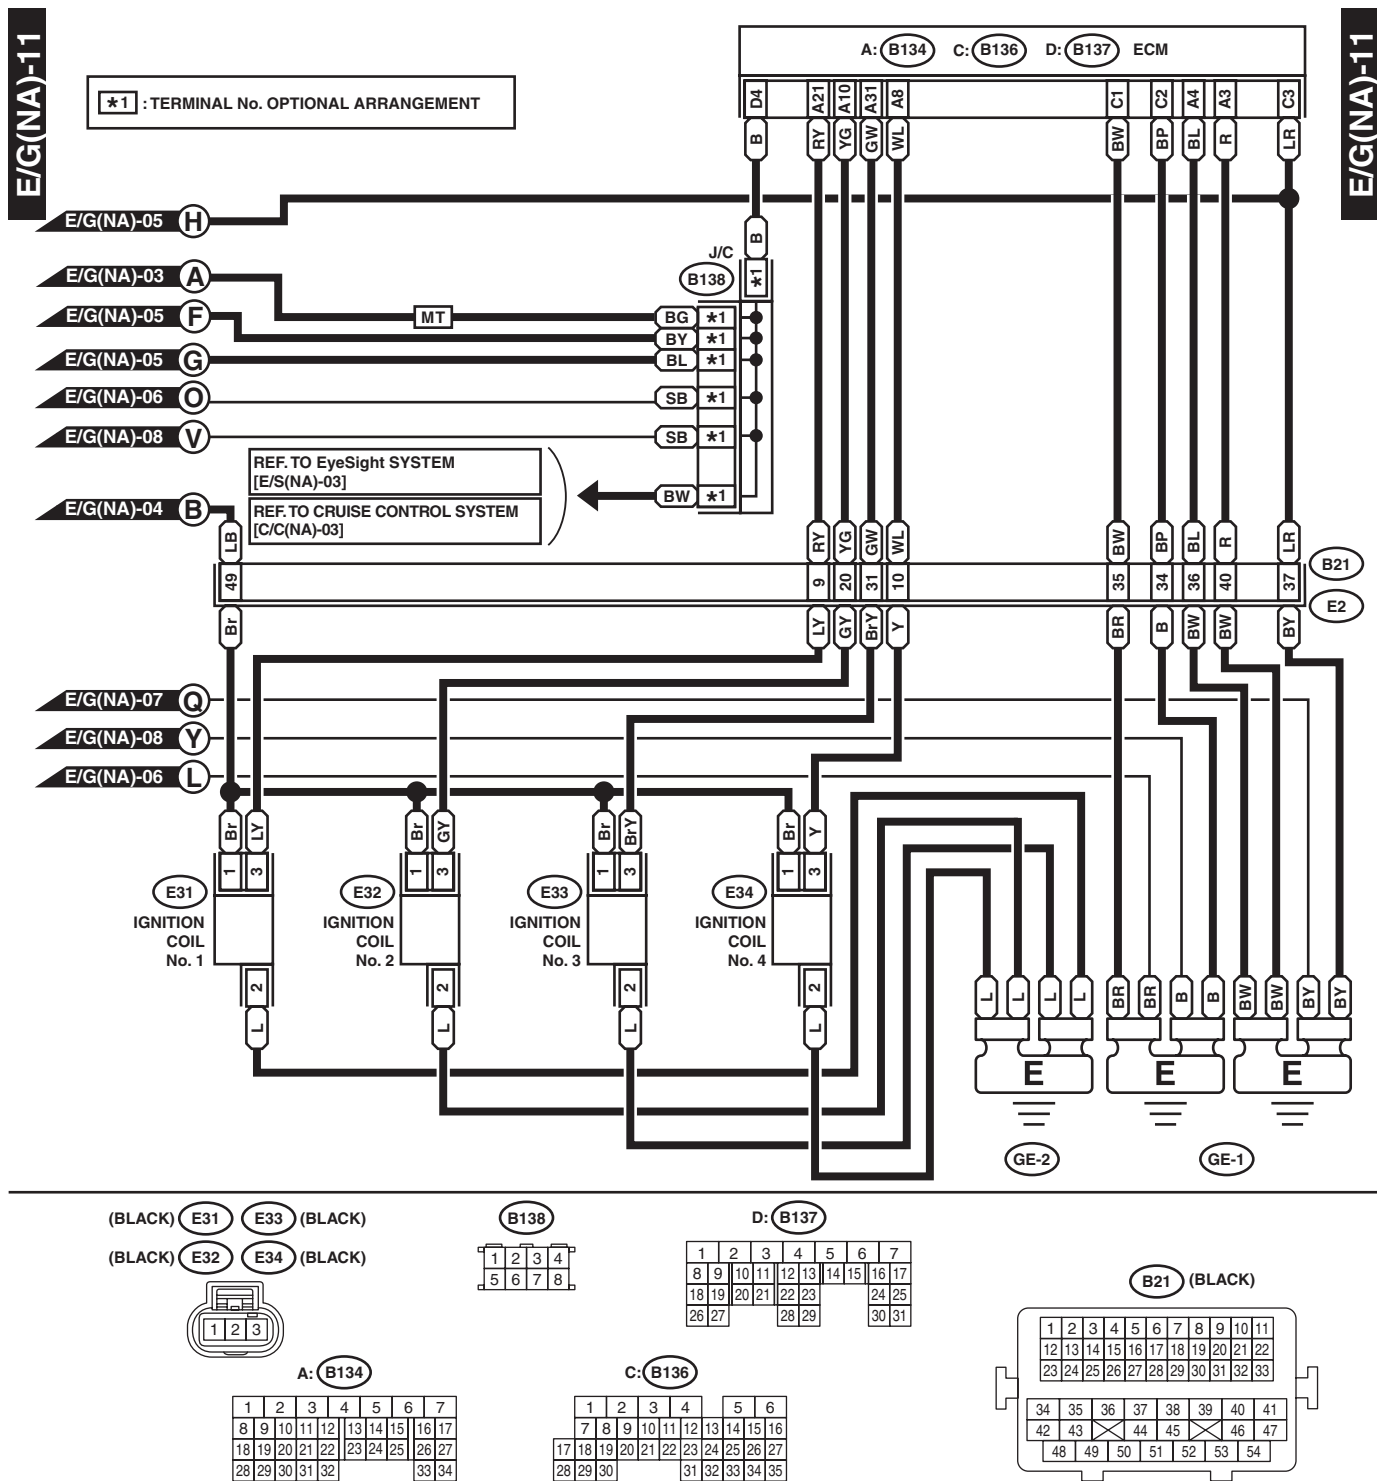 E/G(NA)-11
E/G(NA)-11
A: B134 C: B136 D: B137 ECM
*1 : TERMINAL No. OPTIONAL ARRANGEMENT
D4 A21 A10 A31 A8 C1 C2 A4 A3 C3
B RY YG GW WL BW BP BL R LR
E/G(NA)-05 H
B
J/C
B138
*1
E/G(NA)-03 A
MT
BG *1
E/G(NA)-05 F
BY *1
E/G(NA)-05 G
BL *1
E/G(NA)-06 O
SB *1
E/G(NA)-08 V
SB *1
REF. TO EyeSight SYSTEM
[E/S(NA)-03]
BW *1
REF. TO CRUISE CONTROL SYSTEM
[C/C(NA)-03]
E/G(NA)-04 B
LB RY YG GW WL BW BP BL R LR
B21
49 9 20 31 10 35 34 36 40 37
E2
Br LY GY BrY Y BR B BW BW BY
E/G(NA)-07 Q
E/G(NA)-08 Y
E/G(NA)-06 L
Br LY Br GY Br BrY Br Y
1 3 1 3 1 3 1 3
E31 E32 E33 E34
IGNITION COIL No. 1
IGNITION COIL No. 2
IGNITION COIL No. 3
IGNITION COIL No. 4
2 2 2 2
L L L L
L L L L BR BR B B BW BW BY BY
E E E
GE-2 GE-1
(BLACK) E31 E33 (BLACK)
(BLACK) E32 E34 (BLACK)
1 2 3
B138
1 2 3 4
5 6 7 8
D: B137
1 2 3 4 5 6 7
8 9 10 11 12 13 14 15 16 17
18 19 20 21 22 23 24 25
26 27 28 29 30 31
B21 (BLACK)
1 2 3 4 5 6 7 8 9 10 11
12 13 14 15 16 17 18 19 20 21 22
23 24 25 26 27 28 29 30 31 32 33
34 35 36 37 38 39 40 41
42 43 44 45 46 47
48 49 50 51 52 53 54
A: B134
1 2 3 4 5 6 7
8 9 10 11 12 13 14 15 16 17
18 19 20 21 22 23 24 25 26 27
28 29 30 31 32 33 34
C: B136
1 2 3 4 5 6
7 8 9 10 11 12 13 14 15 16
17 18 19 20 21 22 23 24 25 26 27
28 29 30 31 32 33 34 35